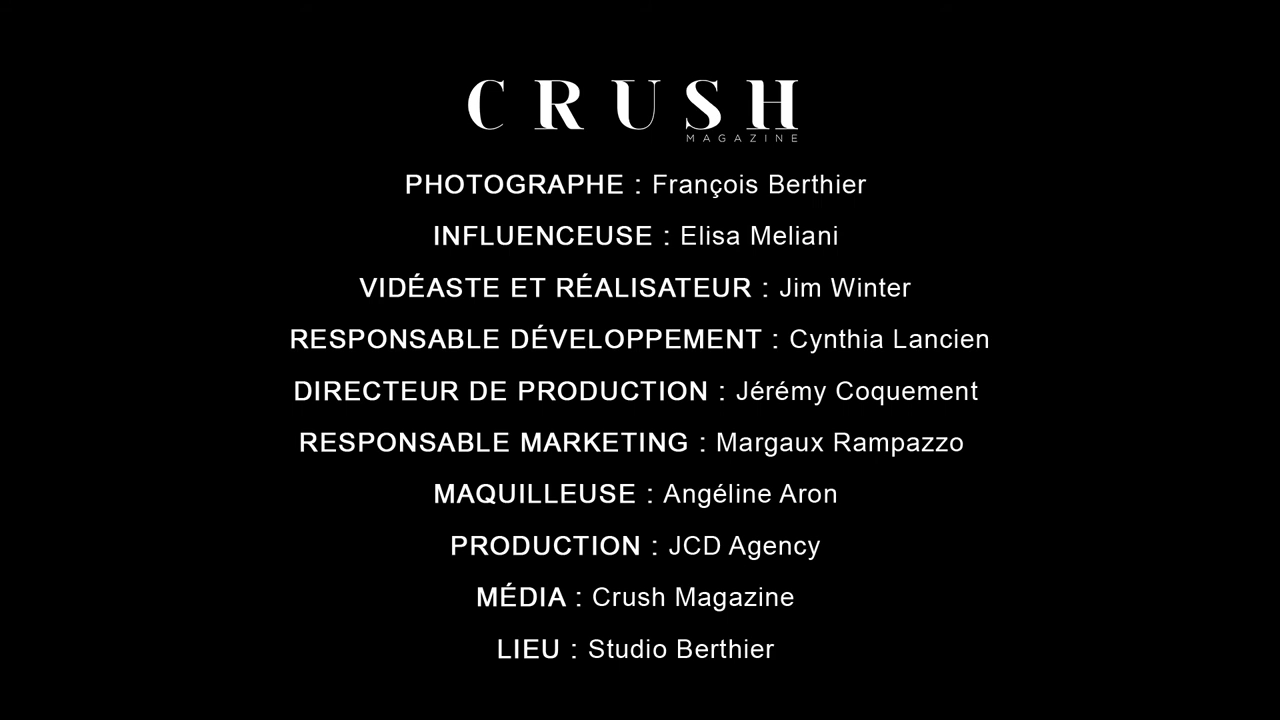 CRUSH
MAGAZINE
PHOTOGRAPHE : François Berthier
INFLUENCEUSE : Elisa Meliani
VIDÉASTE ET RÉALISATEUR : Jim Winter
RESPONSABLE DÉVELOPPEMENT : Cynthia Lancien
DIRECTEUR DE PRODUCTION : Jérémy Coquement
RESPONSABLE MARKETING : Margaux Rampazzo
MAQUILLEUSE : Angéline Aron
PRODUCTION : JCD Agency
MÉDIA : Crush Magazine
LIEU : Studio Berthier